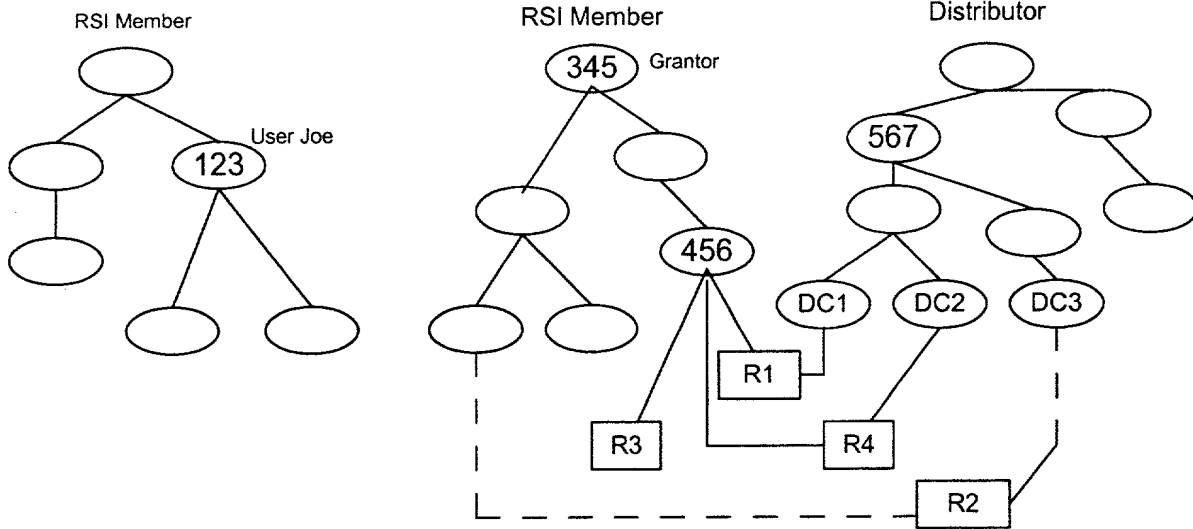 RSI Member
RSI Member
Distributor
345
Grantor
567
User Joe
123
456
DC1
DC2
DC3
R1
R3
R4
R2